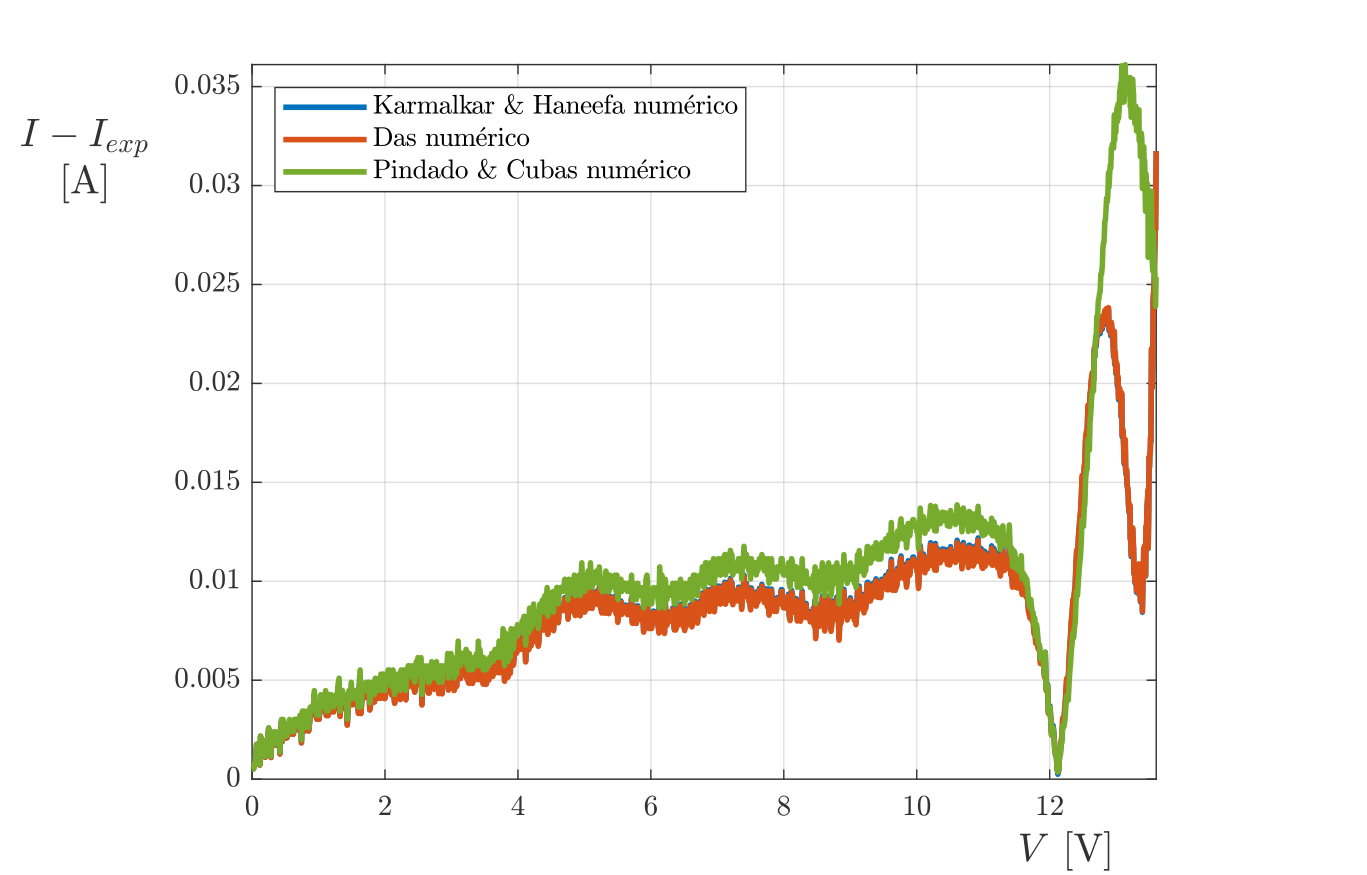 I − I_exp
[A]
0.035
0.03
0.025
0.02
0.015
0.01
0.005
0
Karmalkar & Haneefa numérico
Das numérico
Pindado & Cubas numérico
0 2 4 6 8 10 12
V [V]